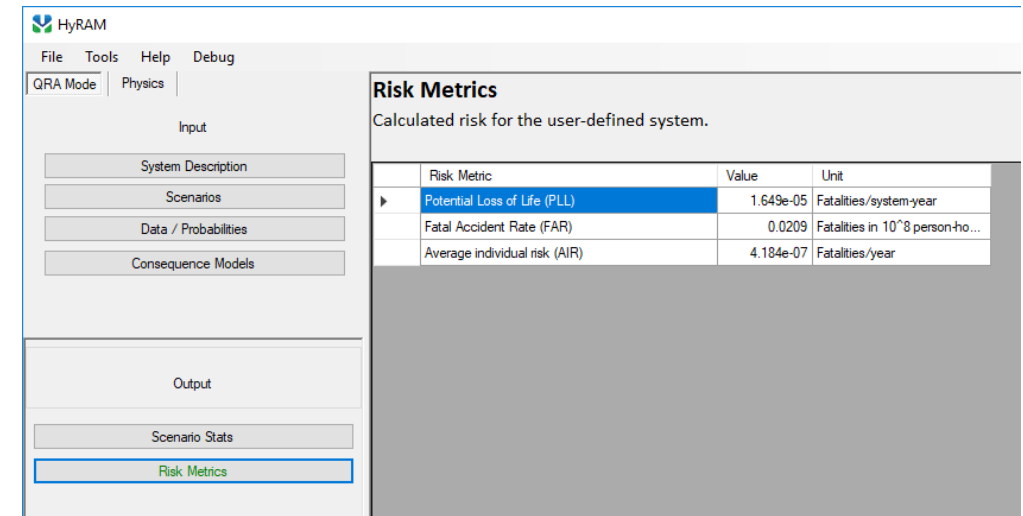 HyRAM
File Tools Help Debug
QRA Mode Physics
Input
System Description
Scenarios
Data / Probabilities
Consequence Models
Output
Scenario Stats
Risk Metrics
Risk Metrics
Calculated risk for the user-defined system.
Risk Metric Value Unit
Potential Loss of Life (PLL) 1.649e-05 Fatalities/system-year
Fatal Accident Rate (FAR) 0.0209 Fatalities in 10^8 person-ho...
Average individual risk (AIR) 4.184e-07 Fatalities/year